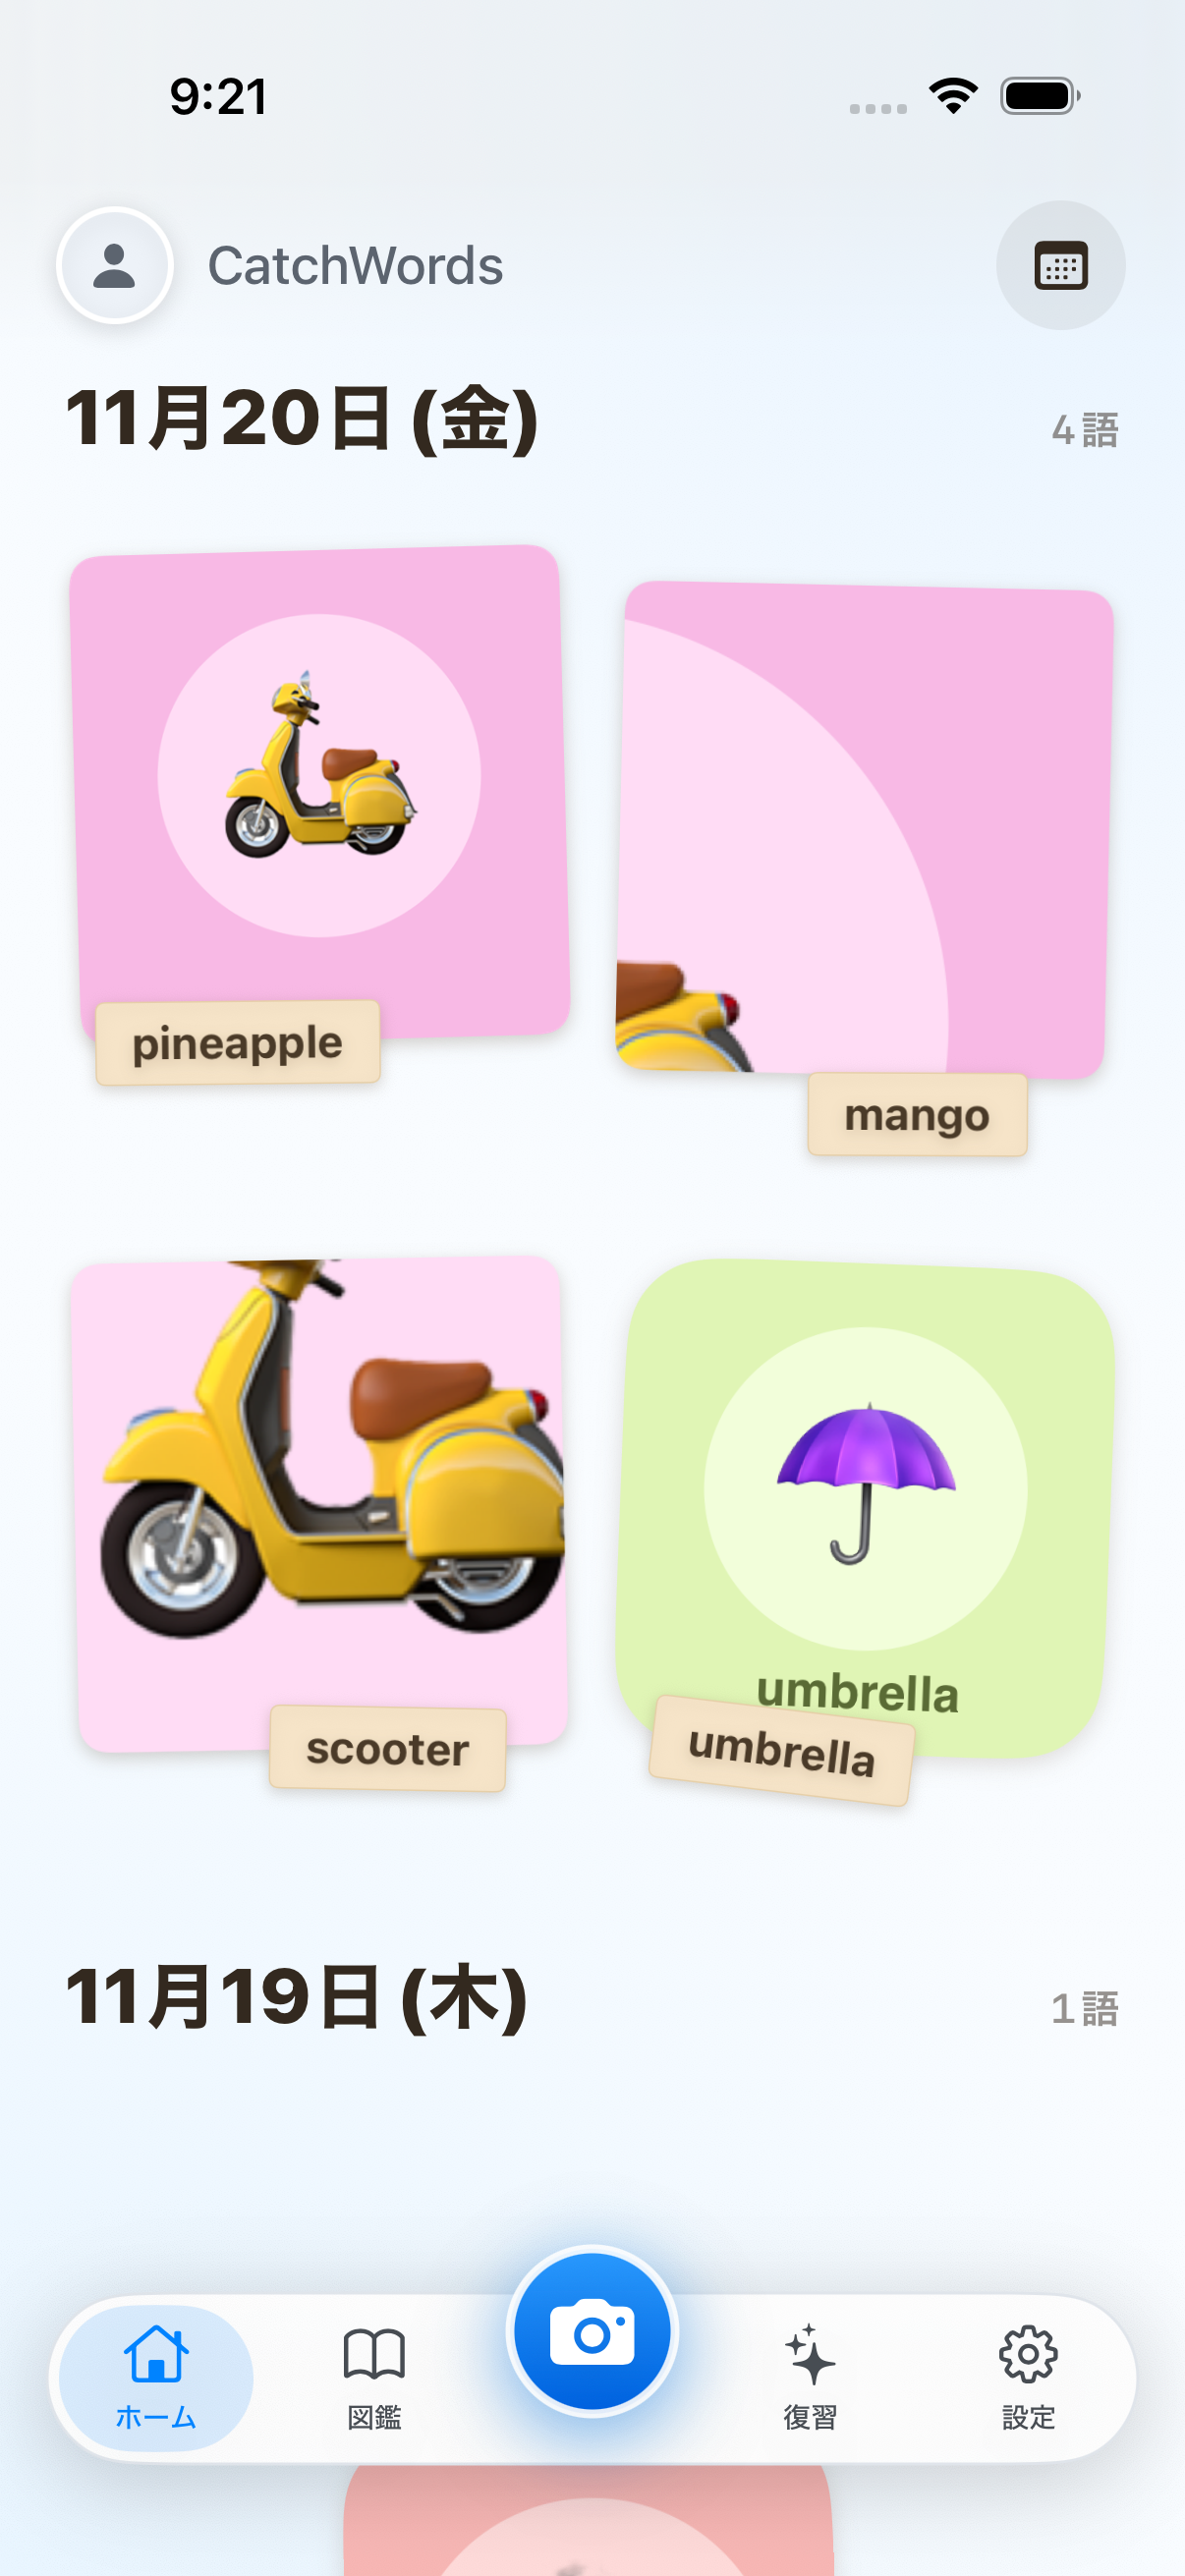 9:21
CatchWords
11月20日 (金)
4 語
pineapple
mango
scooter
umbrella
umbrella
11月19日 (木)
1 語
ホーム
図鑑
復習
設定